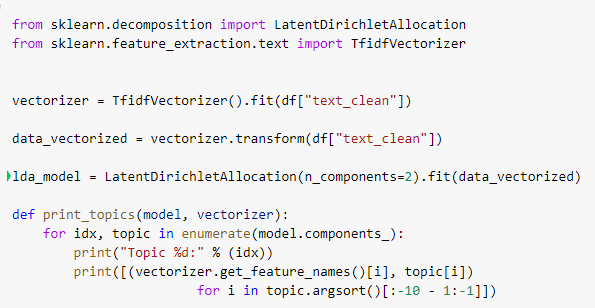 from sklearn.decomposition import LatentDirichletAllocation
from sklearn.feature_extraction.text import TfidfVectorizer
vectorizer = TfidfVectorizer().fit(df["text_clean"])
data_vectorized = vectorizer.transform(df["text_clean"])
lda_model = LatentDirichletAllocation(n_components=2).fit(data_vectorized)
def print_topics(model, vectorizer):
    for idx, topic in enumerate(model.components_):
        print("Topic %d:" % (idx))
        print([(vectorizer.get_feature_names()[i], topic[i])
                        for i in topic.argsort()[:-10 - 1:-1]])